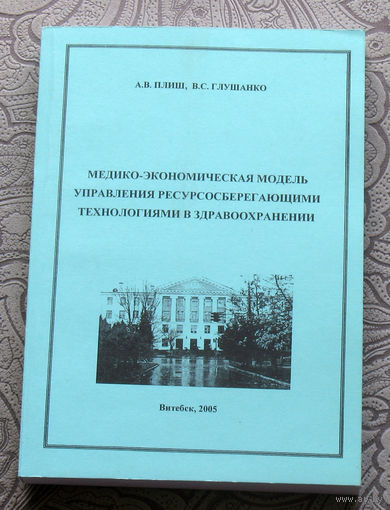 А.В. ПЛИШ, В.С. ГЛУШАНКО
МЕДИКО-ЭКОНОМИЧЕСКАЯ МОДЕЛЬ
УПРАВЛЕНИЯ РЕСУРСОСБЕРЕГАЮЩИМИ
ТЕХНОЛОГИЯМИ В ЗДРАВООХРАНЕНИИ
Витебск, 2005